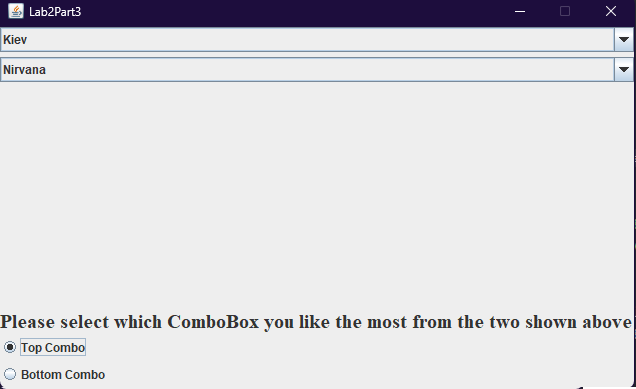 Lab2Part3
Kiev
Nirvana
Please select which ComboBox you like the most from the two shown above
Top Combo
Bottom Combo